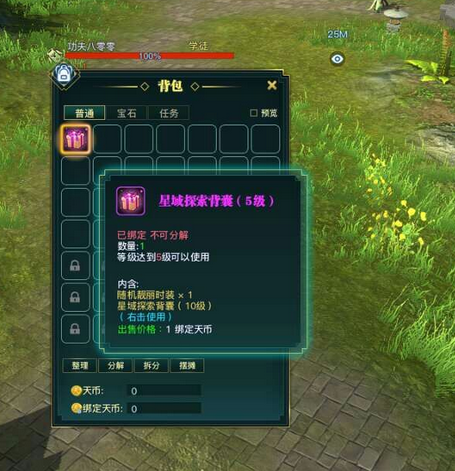 功夫八零零 学徒
100%
25M
背包
普通 宝石 任务 预览
星域探索背囊（5级）
已绑定 不可分解
数量:1
等级达到5级可以使用
内含:
随机靓丽时装 × 1
星域探索背囊（10级）
（右击使用）
出售价格：1 绑定天币
整理 分解 拆分 摆摊
天币: 0
绑定天币: 0